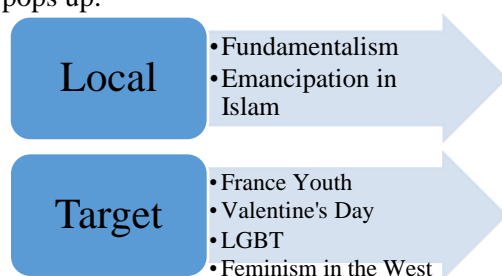 pops up.
Local
•Fundamentalism
•Emancipation in
Islam
Target
•France Youth
•Valentine's Day
•LGBT
•Feminism in the West